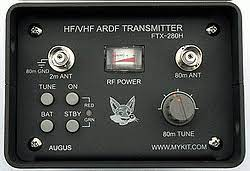 HF/VHF ARDF TRANSMITTER
FTX-280H
80m GND
2m ANT
RF POWER
80m ANT
TUNE ON
RED
BAT STBY
GRN
80m TUNE
AUGUS
WWW.MYKIT.COM